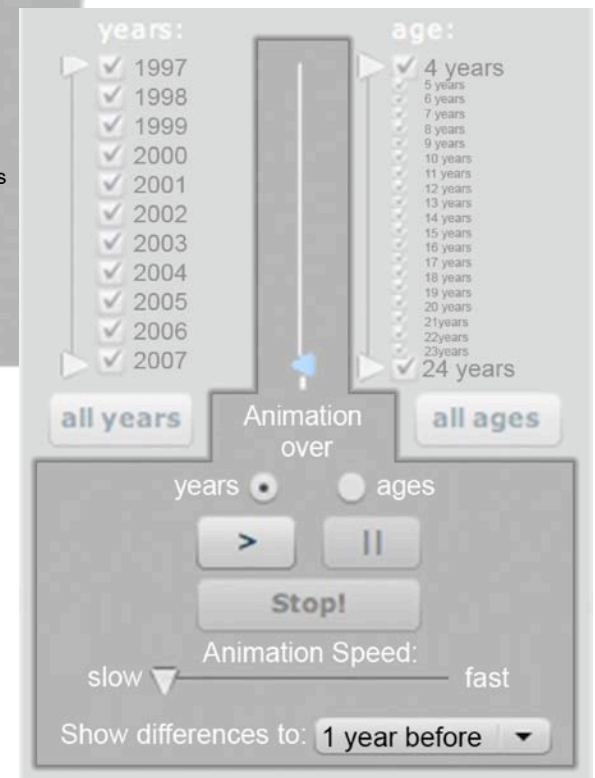 years:
1997
1998
1999
2000
2001
2002
2003
2004
2005
2006
2007
all years
age:
4 years
5 years
6 years
7 years
8 years
9 years
10 years
11 years
12 years
13 years
14 years
15 years
16 years
17 years
18 years
19 years
20 years
21years
22years
23years
24 years
all ages
s
Animation
over
years ages
> ||
Stop!
Animation Speed:
slow fast
Show differences to: 1 year before